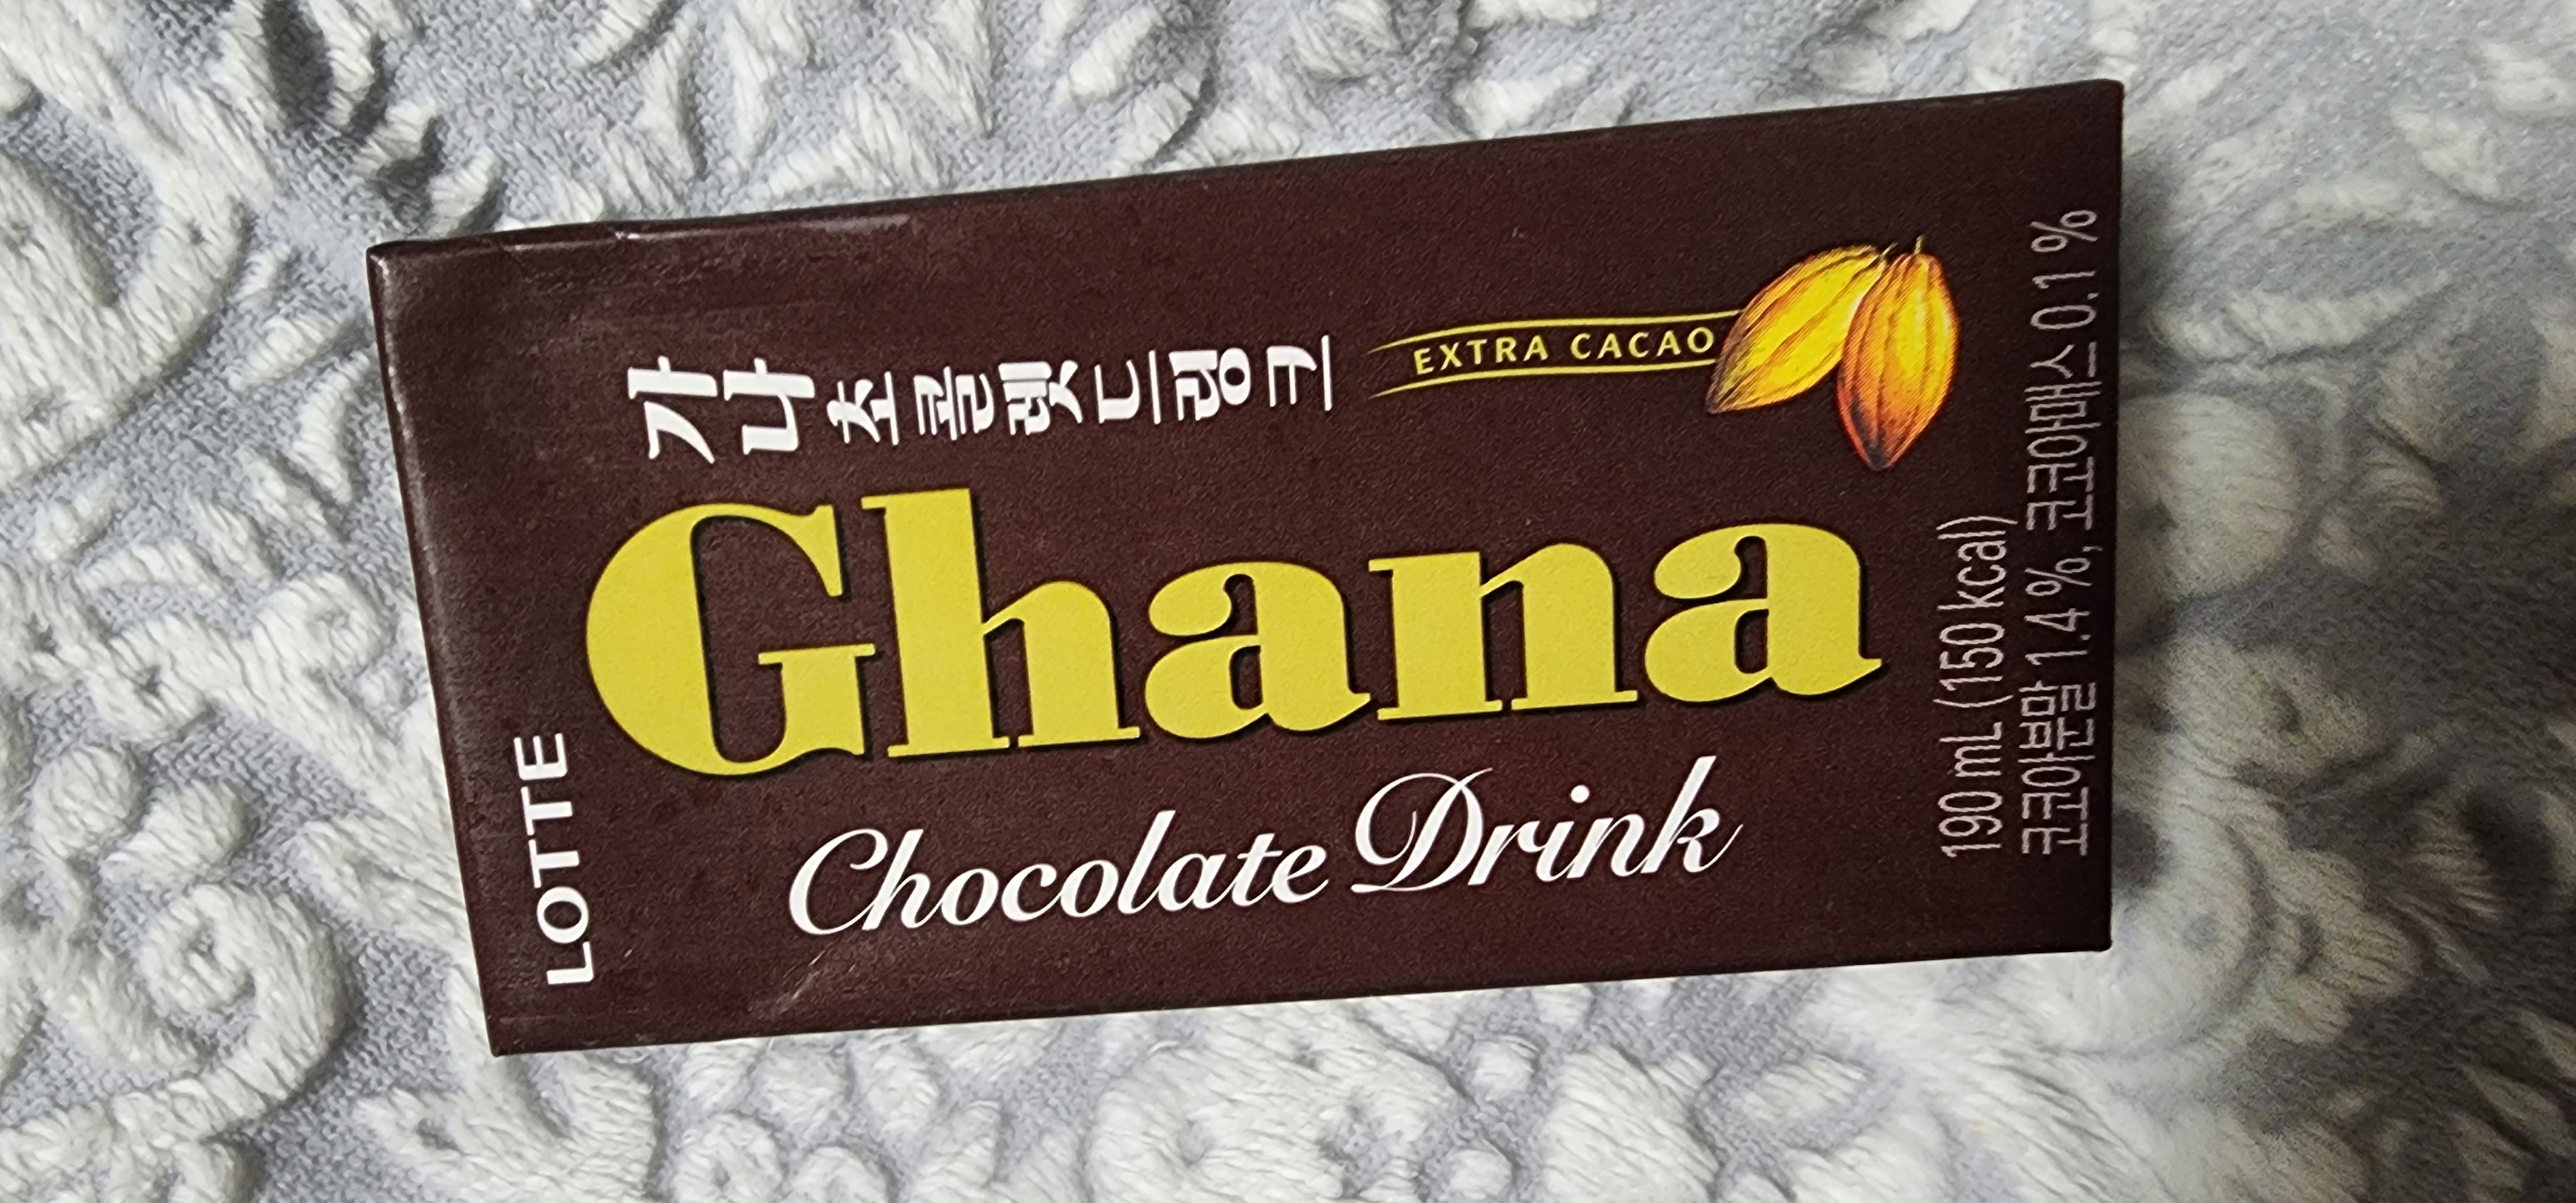 LOTTE
가나초콜렛드링크
EXTRA CACAO
Ghana
Chocolate Drink
190 mL (150 kcal)
코코아분말 1.4 %, 코코아매스 0.1 %